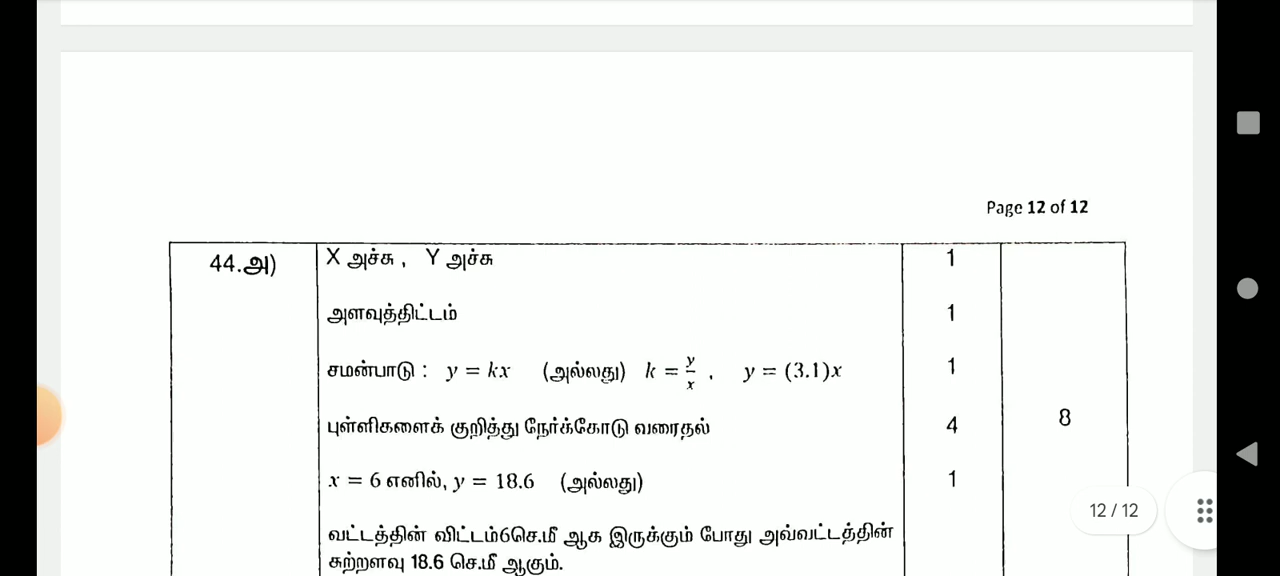 Page 12 of 12
44.அ) X அச்சு , Y அச்சு 1
அளவுத்திட்டம் 1
சமன்பாடு : y = kx (அல்லது) k = y/x , y = (3.1)x 1
புள்ளிகளைக் குறித்து நேர்க்கோடு வரைதல் 4 8
x = 6 எனில், y = 18.6 (அல்லது) 1
12 / 12
வட்டத்தின் விட்டம்6செ.மீ ஆக இருக்கும் போது அவ்வட்டத்தின்
சுற்றளவு 18.6 செ.மீ ஆகும்.